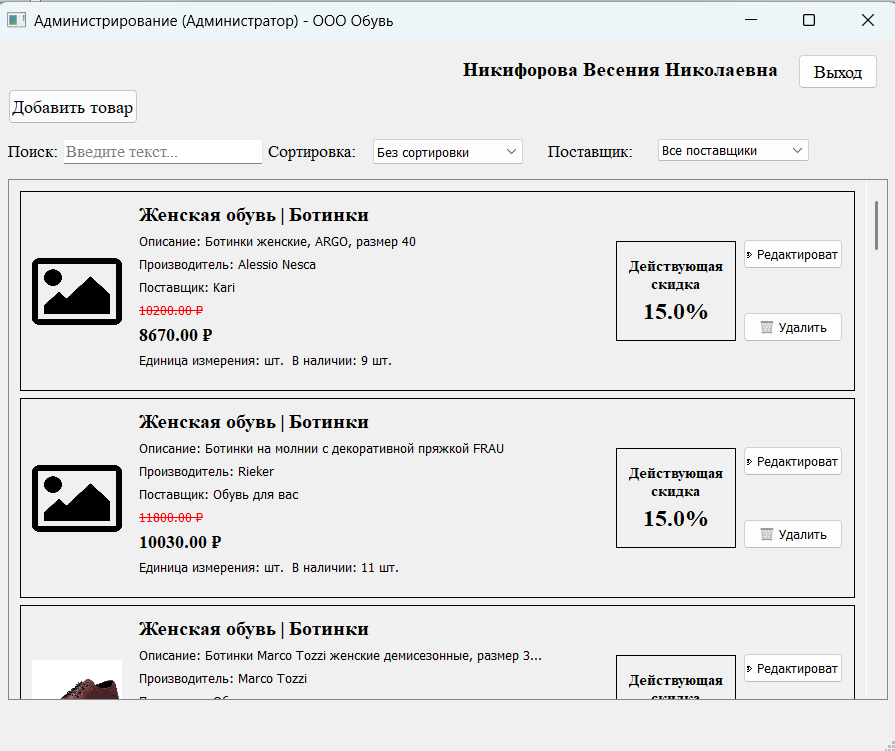 Администрирование (Администратор) - ООО Обувь
Никифорова Весения Николаевна
Выход
Добавить товар
Поиск: Введите текст... Сортировка: Без сортировки Поставщик: Все поставщики
Женская обувь | Ботинки
Описание: Ботинки женские, ARGO, размер 40
Производитель: Alessio Nesca
Поставщик: Kari
10200.00 ₽
8670.00 ₽
Единица измерения: шт. В наличии: 9 шт.
Действующая
скидка
15.0%
Редактироват
Удалить
Женская обувь | Ботинки
Описание: Ботинки на молнии с декоративной пряжкой FRAU
Производитель: Rieker
Поставщик: Обувь для вас
11800.00 ₽
10030.00 ₽
Единица измерения: шт. В наличии: 11 шт.
Действующая
скидка
15.0%
Редактироват
Удалить
Женская обувь | Ботинки
Описание: Ботинки Marco Tozzi женские демисезонные, размер 3...
Производитель: Marco Tozzi
Действующая
скидка
Редактироват